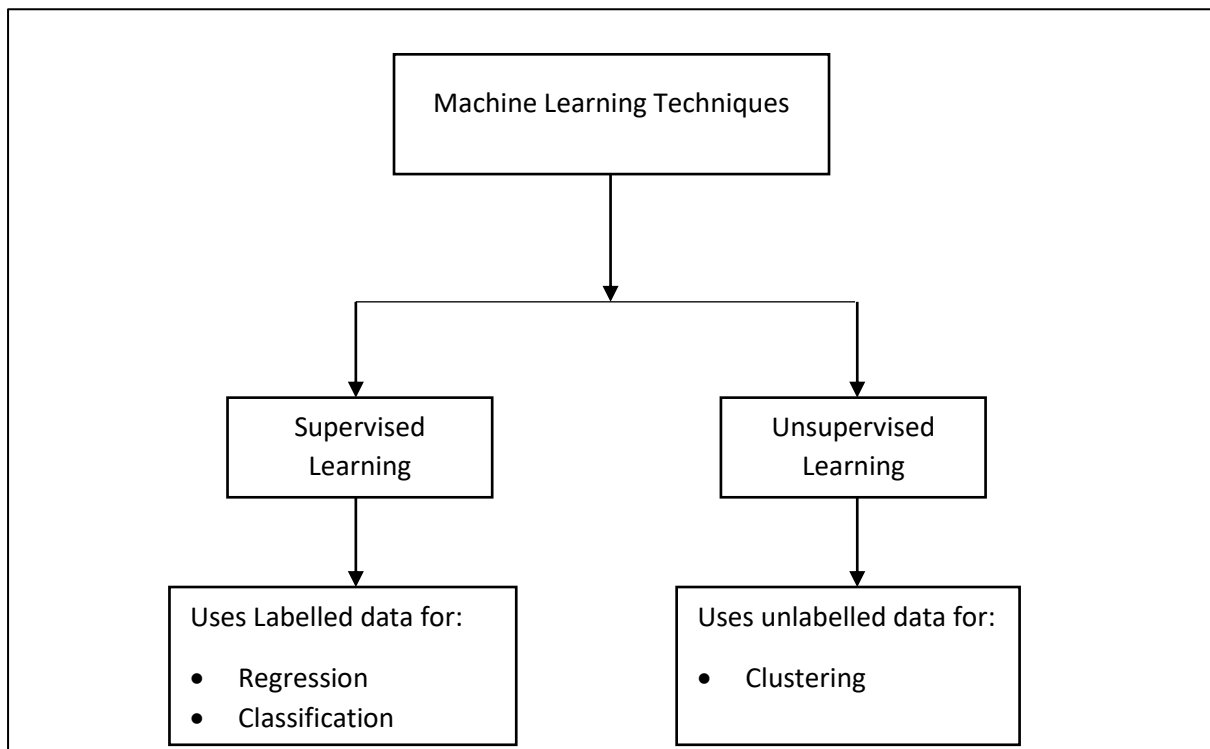 Machine Learning Techniques
Supervised
Learning
Unsupervised
Learning
Uses Labelled data for:
• Regression
• Classification
Uses unlabelled data for:
• Clustering